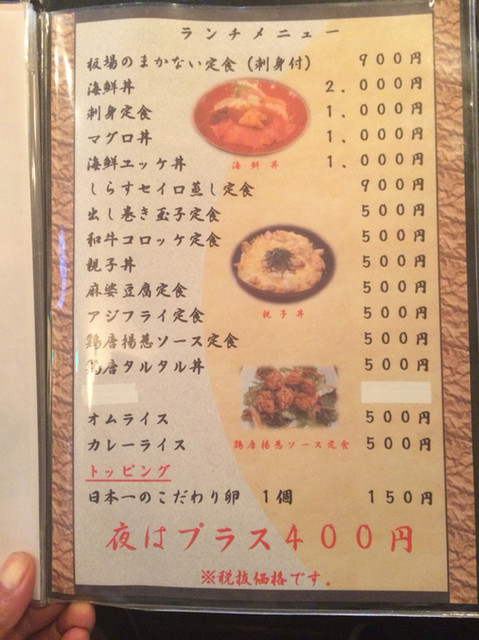 ランチメニュー
板場のまかない定食（刺身付） ９００円
海鮮丼 ２，０００円
刺身定食 １，０００円
マグロ丼 １，０００円
海鮮ユッケ丼 １，０００円
海鮮丼
しらすセイロ蒸し定食 ９００円
出し巻き玉子定食 ５００円
和牛コロッケ定食 ５００円
親子丼 ５００円
麻婆豆腐定食 ５００円
親子丼
アジフライ定食 ５００円
鶏唐揚葱ソース定食 ５００円
鶏唐タルタル丼 ５００円
オムライス ５００円
カレーライス ５００円
鶏唐揚葱ソース定食
トッピング
日本一のこだわり卵　１個 １５０円
夜はプラス４００円
※税抜価格です。